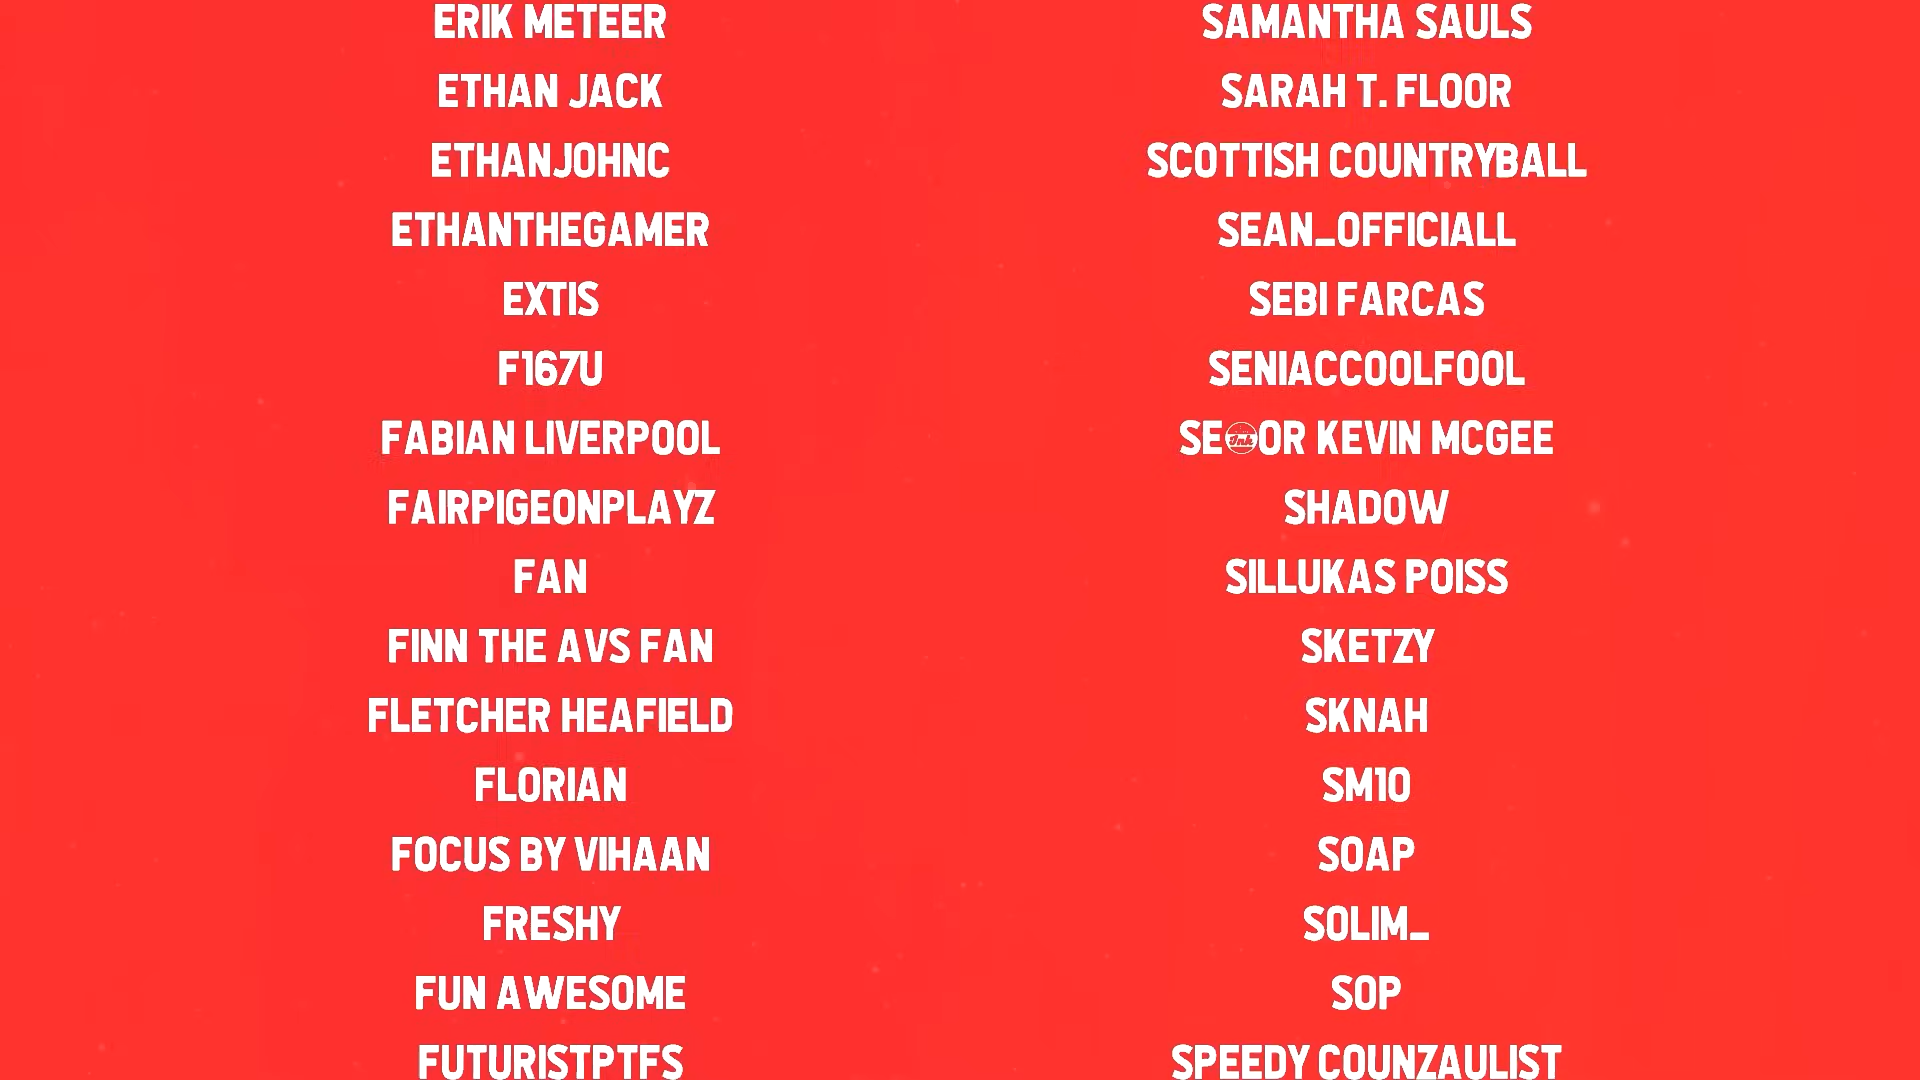 ERIK METEER
ETHAN JACK
ETHANJOHNC
ETHANTHEGAMER
EXTIS
F167U
FABIAN LIVERPOOL
FAIRPIGEONPLAYZ
FAN
FINN THE AVS FAN
FLETCHER HEAFIELD
FLORIAN
FOCUS BY VIHAAN
FRESHY
FUN AWESOME
FUTURISTPTFS
SAMANTHA SAULS
SARAH T. FLOOR
SCOTTISH COUNTRYBALL
SEAN_OFFICIALL
SEBI FARCAS
SENIACCOOLFOOL
SE Ink OR KEVIN MCGEE
SHADOW
SILLUKAS POISS
SKETZY
SKNAH
SM10
SOAP
SOLIM_
SOP
SPEEDY COUNZAULIST